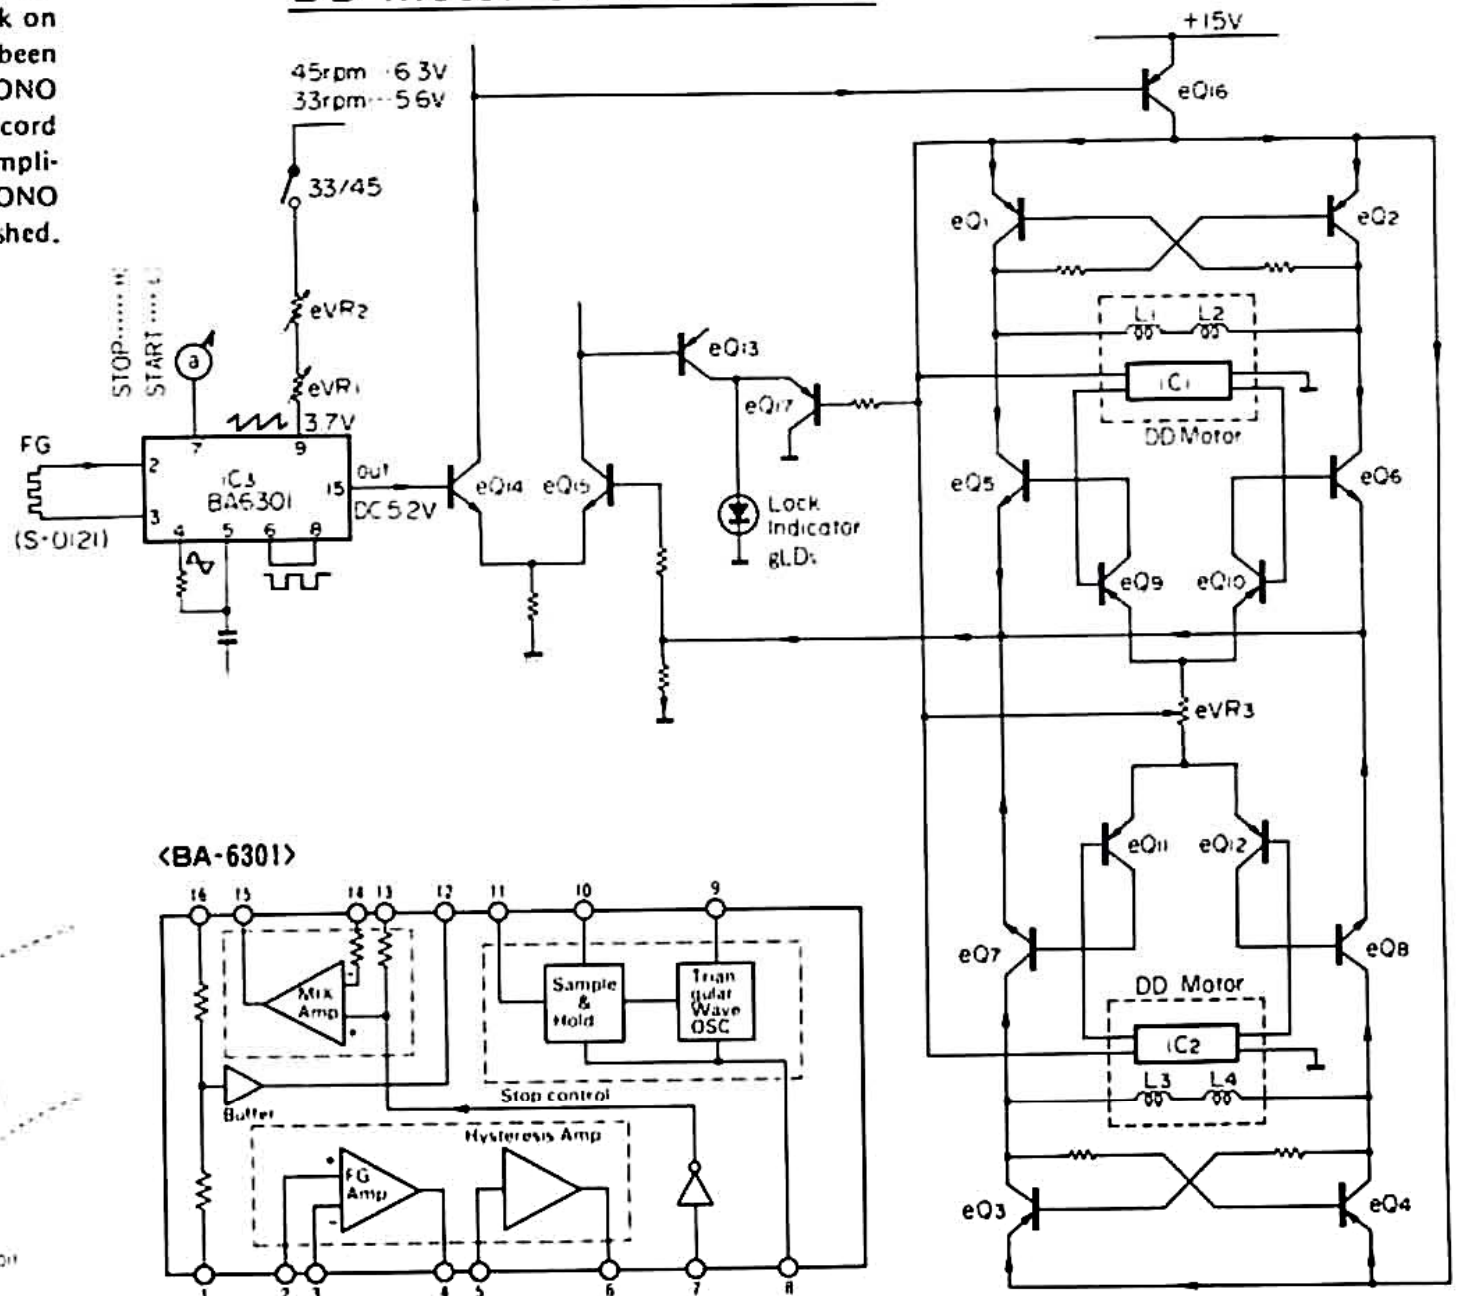 k on
been
ONO
cord
mpli-
ONO
shed.
45rpm ··6 3V
33rpm···5 6V
33/45
eVR2
eVR1
3.7V
STOP······ H
START ···· L
a
FG
(S-0121)
2
3
7
9
iC3
BA6301
15
4
5
6
8
out
DC52V
eQ14
eQ15
eQ13
eQ17
Lock
Indicator
gLD5
+15V
eQ16
eQ1
eQ2
L1
L2
iC1
DD Motor
eQ5
eQ6
eQ9
eQ10
eVR3
eQ11
eQ12
eQ7
eQ8
DD Motor
iC2
L3
L4
eQ3
eQ4
<BA-6301>
16
15
14
13
12
11
10
9
Mix
Amp
-
+
Sample
&
Hold
Trian
gular
Wave
OSC
Buffer
Stop control
Hysteresis Amp
+
FG
Amp
-
1
2
3
4
5
6
7
8